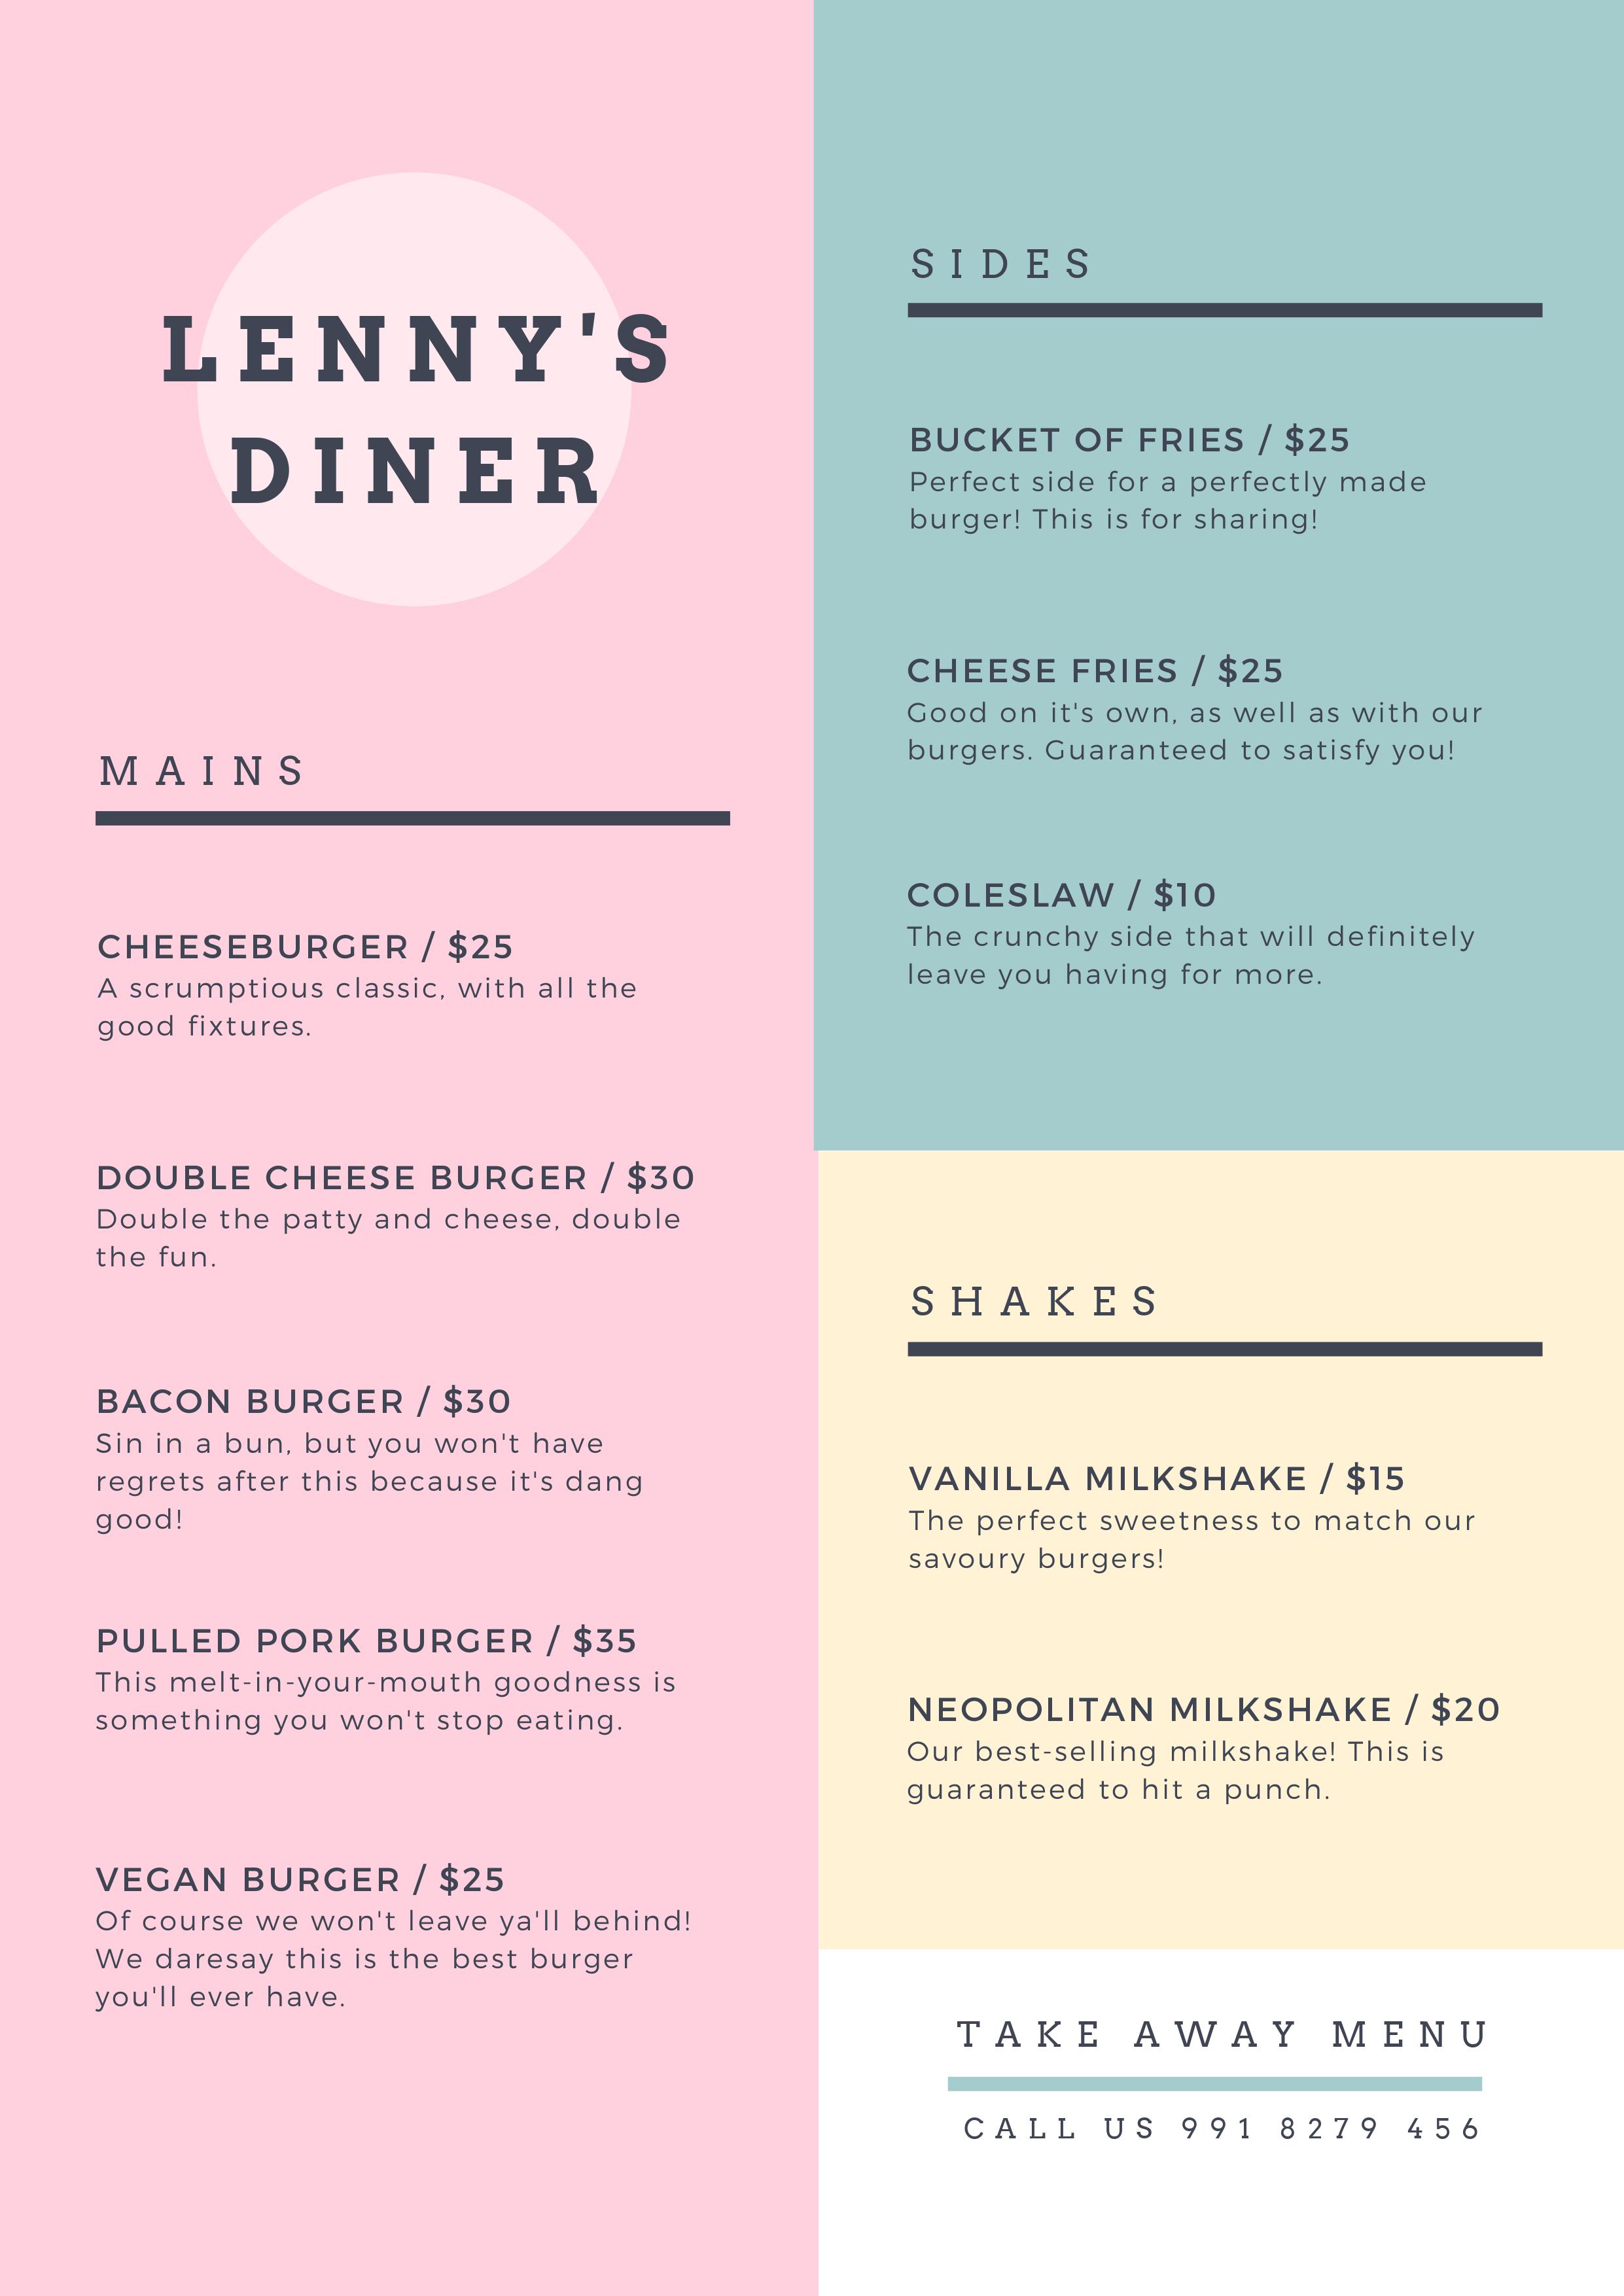 LENNY'S
DINER
MAINS
CHEESEBURGER / $25
A scrumptious classic, with all the
good fixtures.
DOUBLE CHEESE BURGER / $30
Double the patty and cheese, double
the fun.
BACON BURGER / $30
Sin in a bun, but you won't have
regrets after this because it's dang
good!
PULLED PORK BURGER / $35
This melt-in-your-mouth goodness is
something you won't stop eating.
VEGAN BURGER / $25
Of course we won't leave ya'll behind!
We daresay this is the best burger
you'll ever have.
SIDES
BUCKET OF FRIES / $25
Perfect side for a perfectly made
burger! This is for sharing!
CHEESE FRIES / $25
Good on it's own, as well as with our
burgers. Guaranteed to satisfy you!
COLESLAW / $10
The crunchy side that will definitely
leave you having for more.
SHAKES
VANILLA MILKSHAKE / $15
The perfect sweetness to match our
savoury burgers!
NEOPOLITAN MILKSHAKE / $20
Our best-selling milkshake! This is
guaranteed to hit a punch.
TAKE AWAY MENU
CALL US 991 8279 456